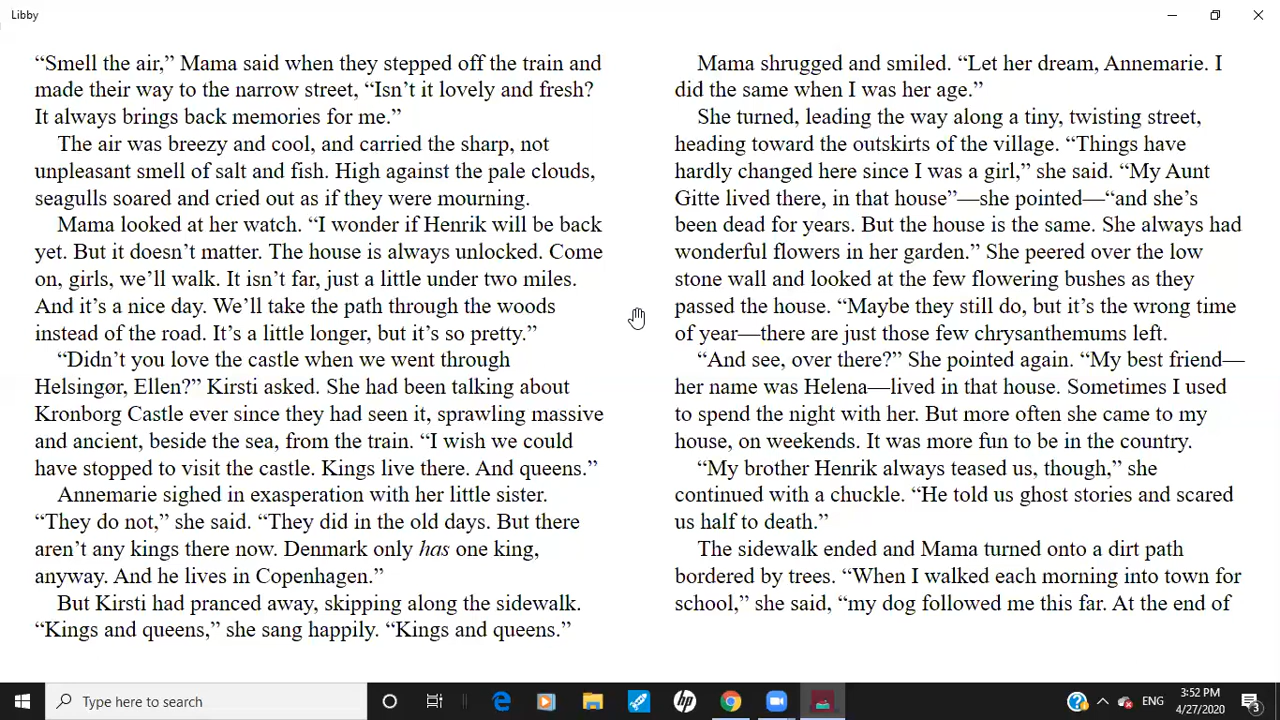 Libby
“Smell the air,” Mama said when they stepped off the train and
made their way to the narrow street, “Isn’t it lovely and fresh?
It always brings back memories for me.”
The air was breezy and cool, and carried the sharp, not
unpleasant smell of salt and fish. High against the pale clouds,
seagulls soared and cried out as if they were mourning.
Mama looked at her watch. “I wonder if Henrik will be back
yet. But it doesn’t matter. The house is always unlocked. Come
on, girls, we’ll walk. It isn’t far, just a little under two miles.
And it’s a nice day. We’ll take the path through the woods
instead of the road. It’s a little longer, but it’s so pretty.”
“Didn’t you love the castle when we went through
Helsingør, Ellen?” Kirsti asked. She had been talking about
Kronborg Castle ever since they had seen it, sprawling massive
and ancient, beside the sea, from the train. “I wish we could
have stopped to visit the castle. Kings live there. And queens.”
Annemarie sighed in exasperation with her little sister.
“They do not,” she said. “They did in the old days. But there
aren’t any kings there now. Denmark only has one king,
anyway. And he lives in Copenhagen.”
But Kirsti had pranced away, skipping along the sidewalk.
“Kings and queens,” she sang happily. “Kings and queens.”
Mama shrugged and smiled. “Let her dream, Annemarie. I
did the same when I was her age.”
She turned, leading the way along a tiny, twisting street,
heading toward the outskirts of the village. “Things have
hardly changed here since I was a girl,” she said. “My Aunt
Gitte lived there, in that house”—she pointed—“and she’s
been dead for years. But the house is the same. She always had
wonderful flowers in her garden.” She peered over the low
stone wall and looked at the few flowering bushes as they
passed the house. “Maybe they still do, but it’s the wrong time
of year—there are just those few chrysanthemums left.
“And see, over there?” She pointed again. “My best friend—
her name was Helena—lived in that house. Sometimes I used
to spend the night with her. But more often she came to my
house, on weekends. It was more fun to be in the country.
“My brother Henrik always teased us, though,” she
continued with a chuckle. “He told us ghost stories and scared
us half to death.”
The sidewalk ended and Mama turned onto a dirt path
bordered by trees. “When I walked each morning into town for
school,” she said, “my dog followed me this far. At the end of
Type here to search
hp
ENG
3:52 PM
4/27/2020
3